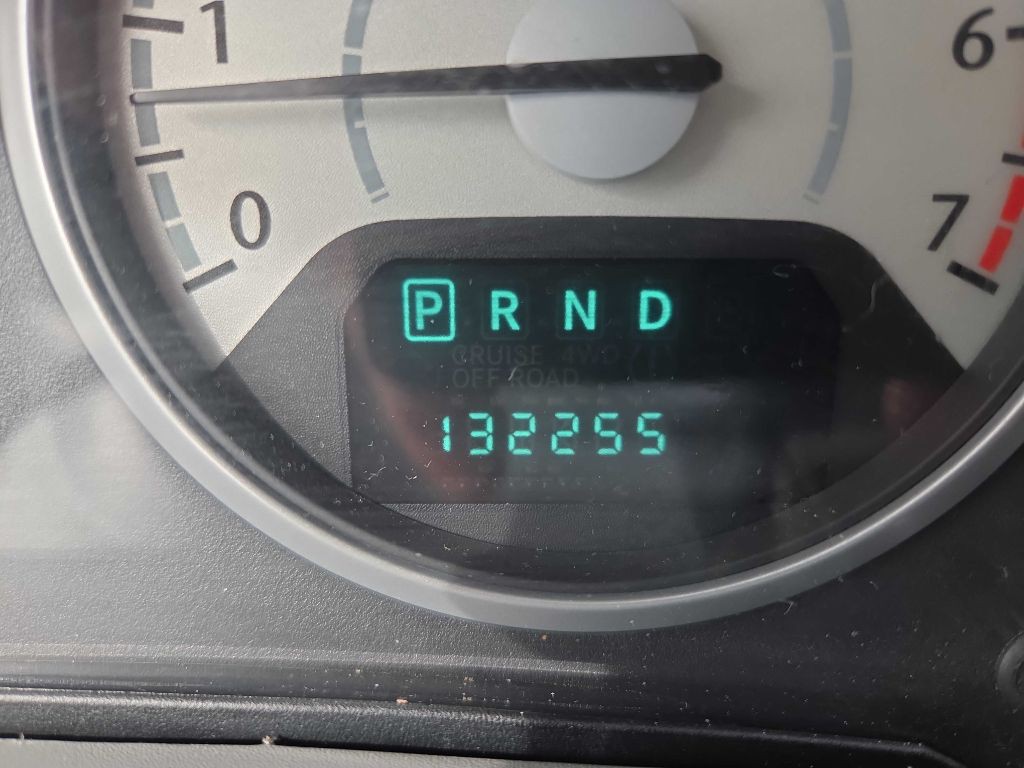 1 6
0 7
P R N D
CRUISE 4WD (!)
OFF ROAD
132255